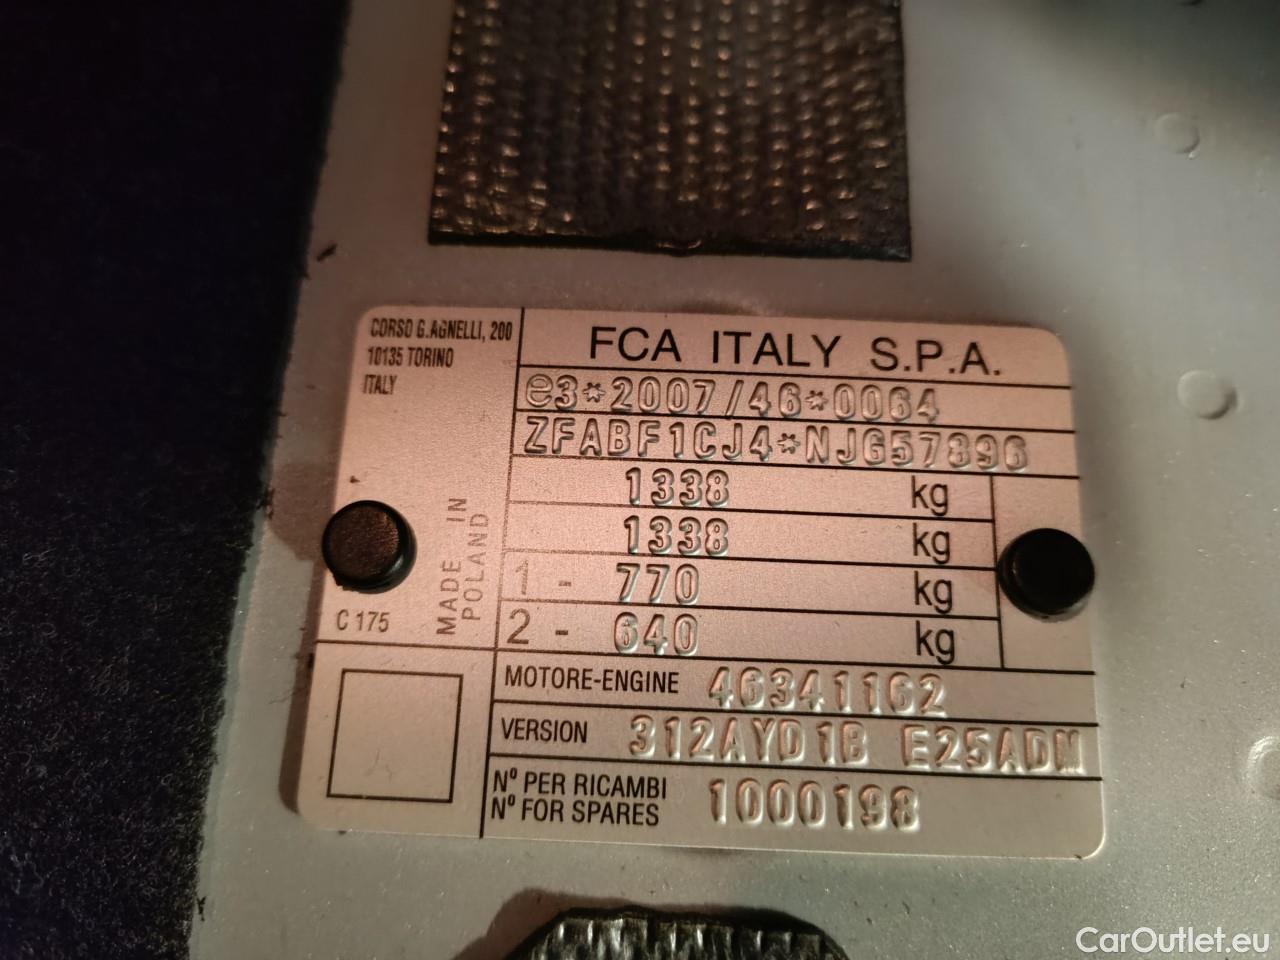 CORSO G.AGNELLI, 200
10135 TORINO
ITALY
FCA ITALY S.P.A.
e3*2007/46*0064
ZFABF1CJ4*NJG57896
1338 kg
1338 kg
1 - 770 kg
2 - 640 kg
MADE IN
POLAND
C 175
MOTORE-ENGINE 46341162
VERSION 312AYD1B E25ADM
Nº PER RICAMBI
Nº FOR SPARES 1000198
CarOutlet.eu